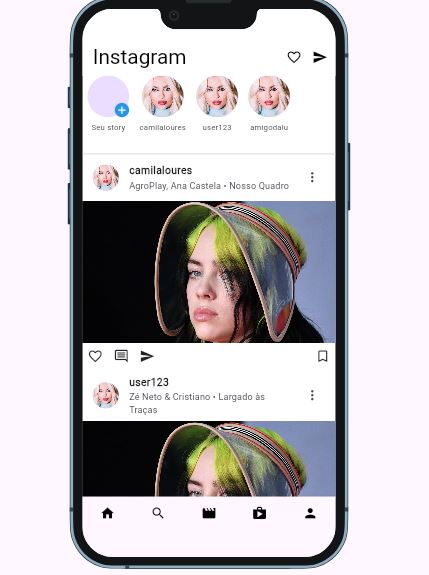 Instagram
Seu story
camilaloures
user123
amigodalu
camilaloures
AgroPlay, Ana Castela • Nosso Quadro
user123
Zé Neto & Cristiano • Largado às
Traças